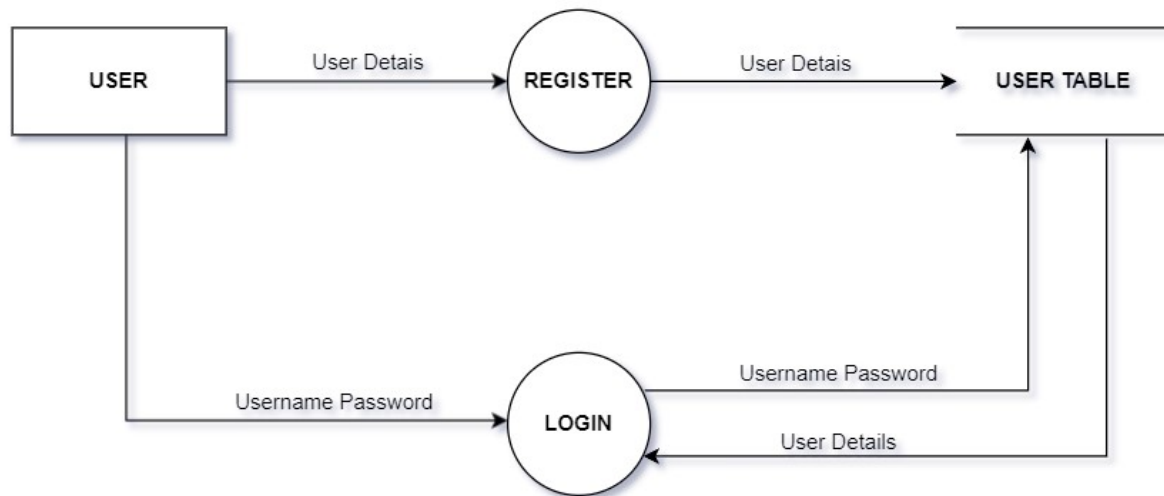 USER
User Detais
REGISTER
User Detais
USER TABLE
Username Password
LOGIN
Username Password
User Details